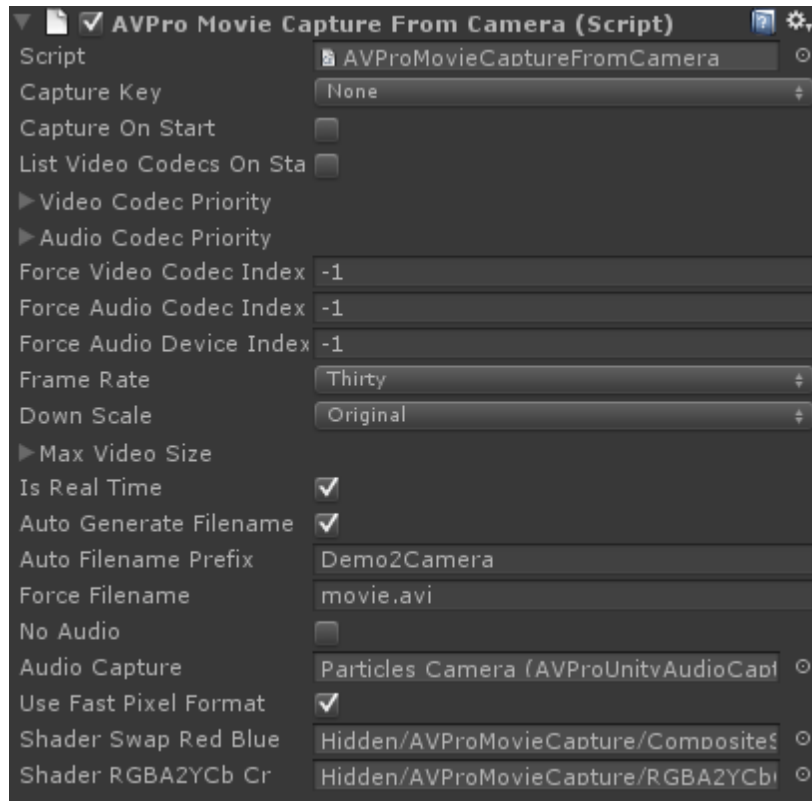 AVPro Movie Capture From Camera (Script)
Script AVProMovieCaptureFromCamera
Capture Key None
Capture On Start
List Video Codecs On Sta
Video Codec Priority
Audio Codec Priority
Force Video Codec Index -1
Force Audio Codec Index -1
Force Audio Device Index -1
Frame Rate Thirty
Down Scale Original
Max Video Size
Is Real Time
Auto Generate Filename
Auto Filename Prefix Demo2Camera
Force Filename movie.avi
No Audio
Audio Capture Particles Camera (AVProUnityAudioCapt
Use Fast Pixel Format
Shader Swap Red Blue Hidden/AVProMovieCapture/CompositeS
Shader RGBA2YCb Cr Hidden/AVProMovieCapture/RGBA2YCb